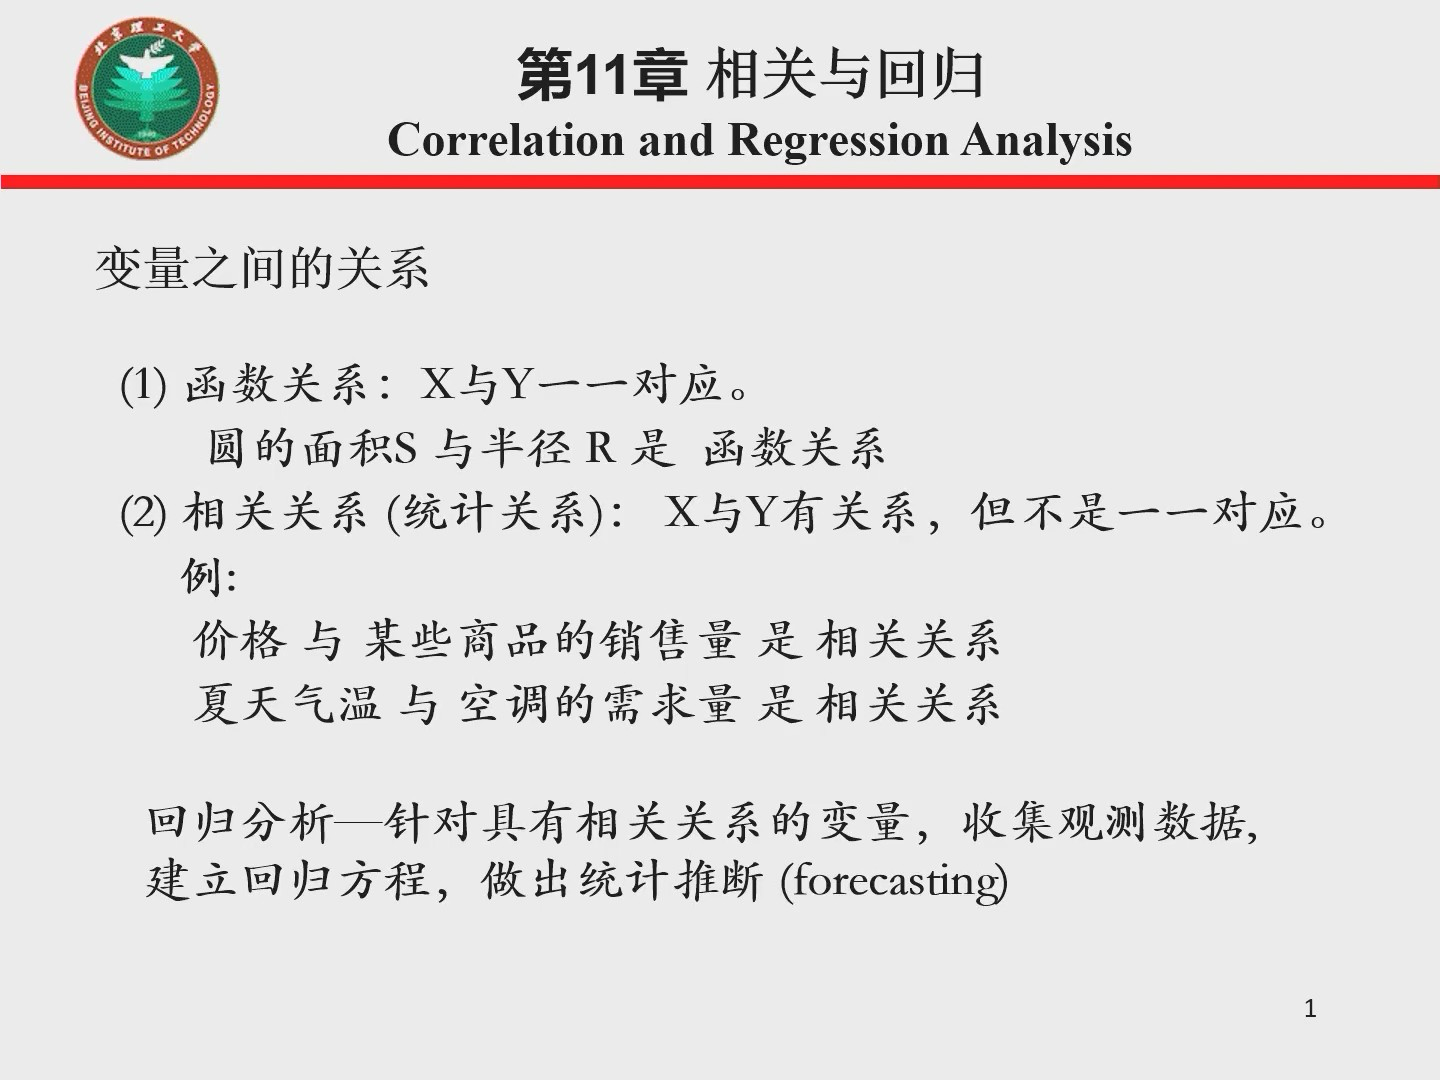 北京理工大学
BEIJING INSTITUTE OF TECHNOLOGY
1940
第11章 相关与回归
Correlation and Regression Analysis
变量之间的关系
(1) 函数关系：X与Y一一对应。
圆的面积S 与半径 R 是 函数关系
(2) 相关关系 (统计关系)： X与Y有关系，但不是一一对应。
例:
价格 与 某些商品的销售量 是 相关关系
夏天气温 与 空调的需求量 是 相关关系
回归分析—针对具有相关关系的变量，收集观测数据,
建立回归方程，做出统计推断 (forecasting)
1